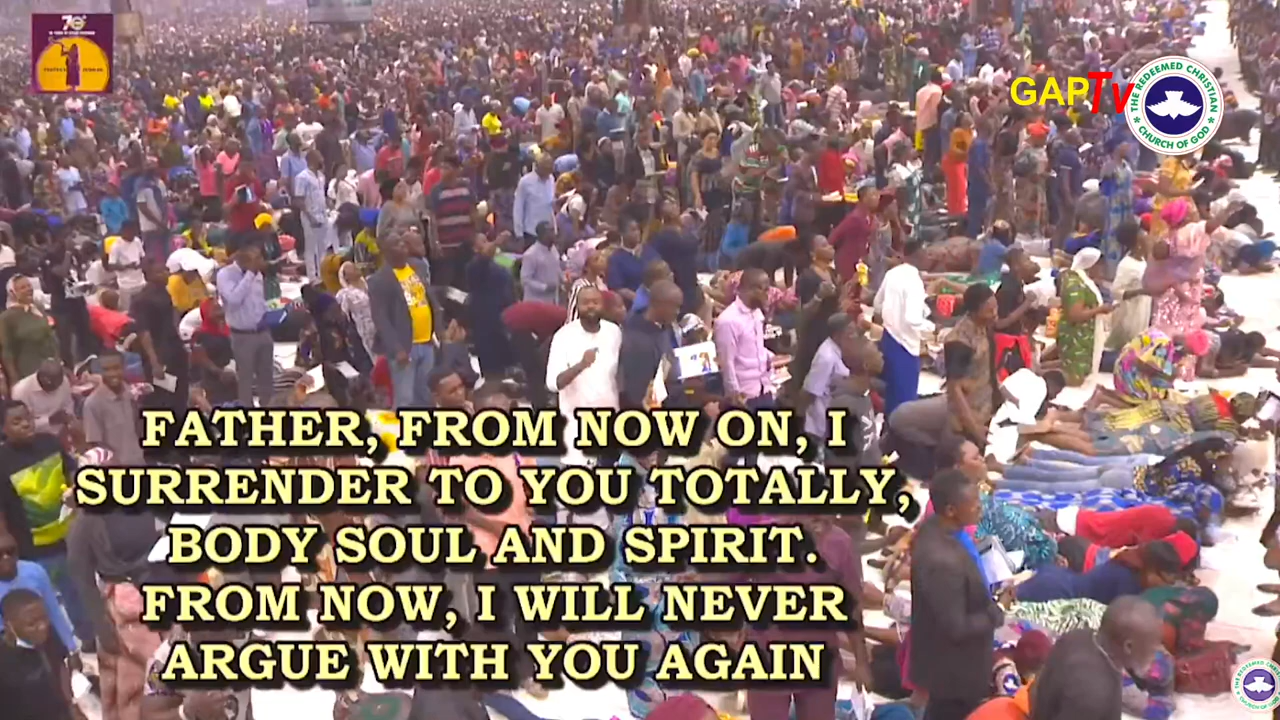 70
GAPTv
THE REDEEMED CHRISTIAN
CHURCH OF GOD
FATHER, FROM NOW ON, I
SURRENDER TO YOU TOTALLY,
BODY SOUL AND SPIRIT.
FROM NOW, I WILL NEVER
ARGUE WITH YOU AGAIN